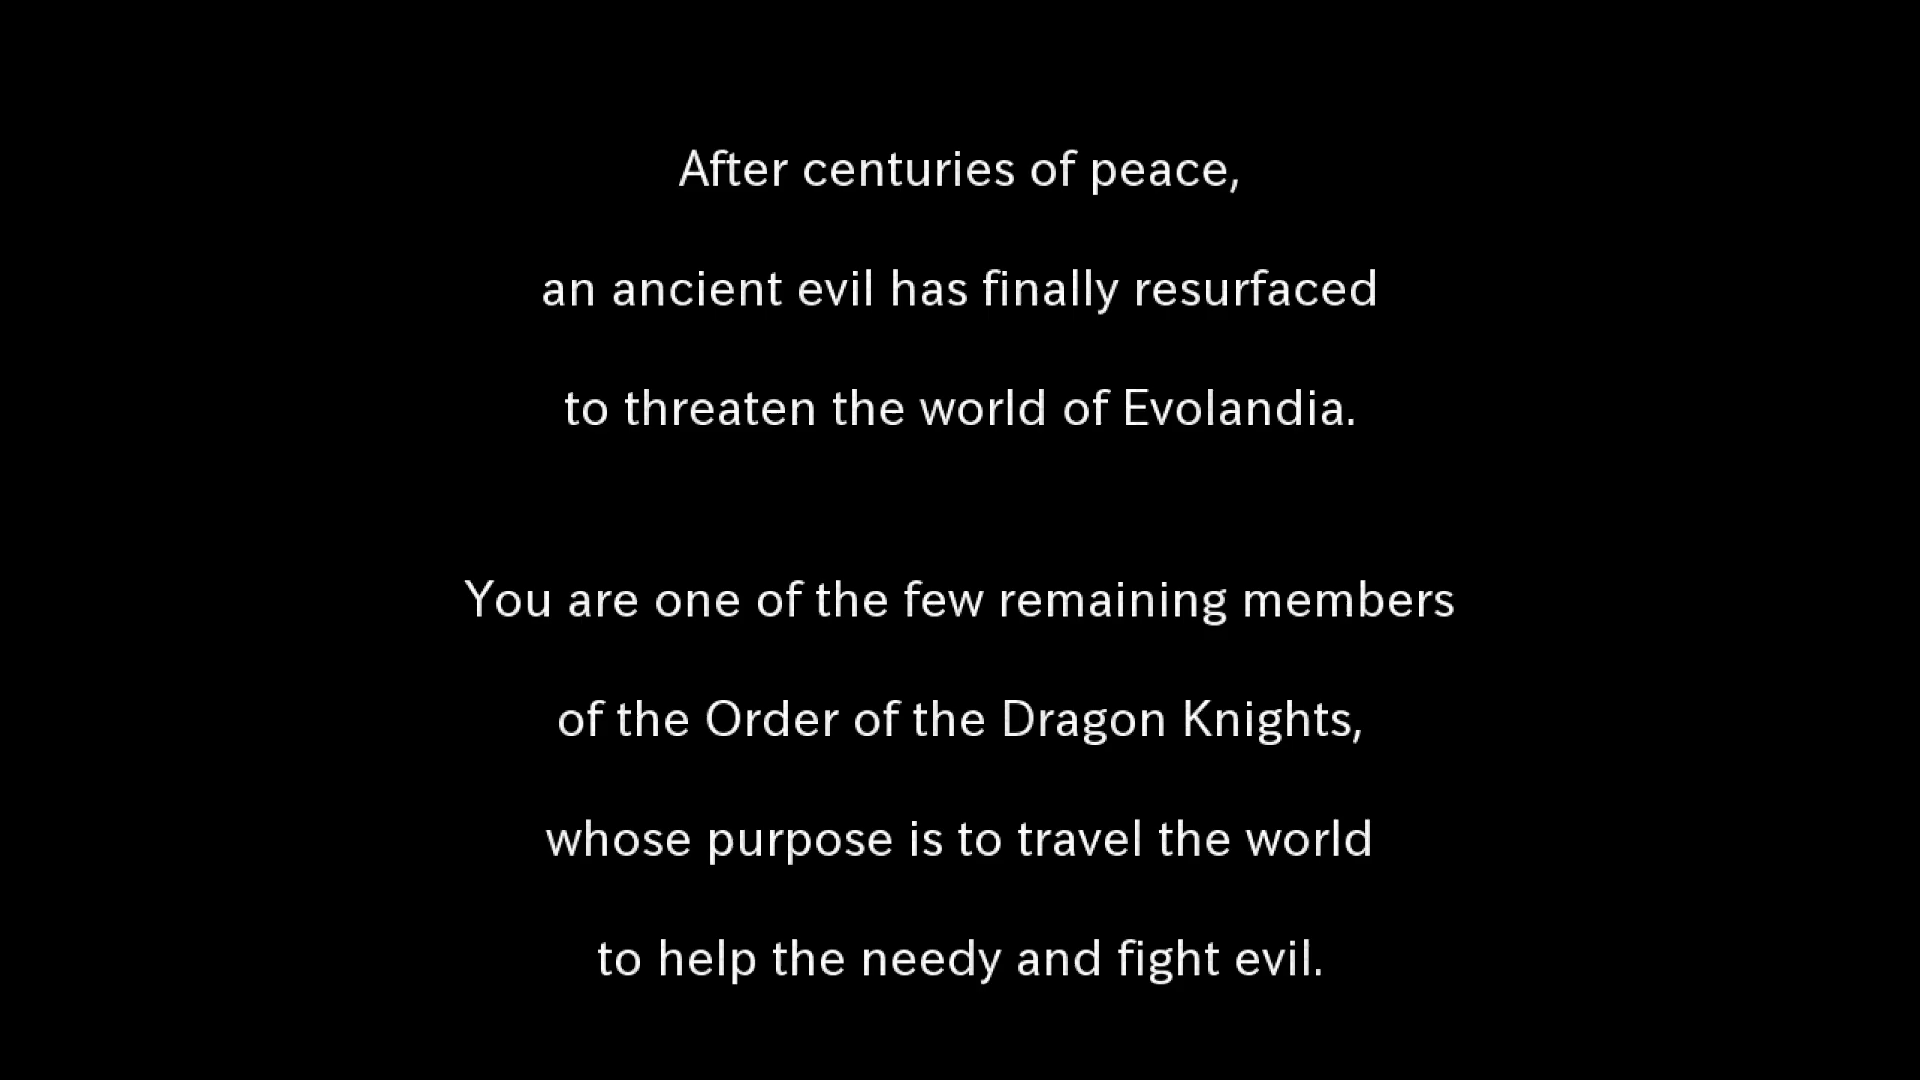 After centuries of peace,
an ancient evil has finally resurfaced
to threaten the world of Evolandia.
You are one of the few remaining members
of the Order of the Dragon Knights,
whose purpose is to travel the world
to help the needy and fight evil.